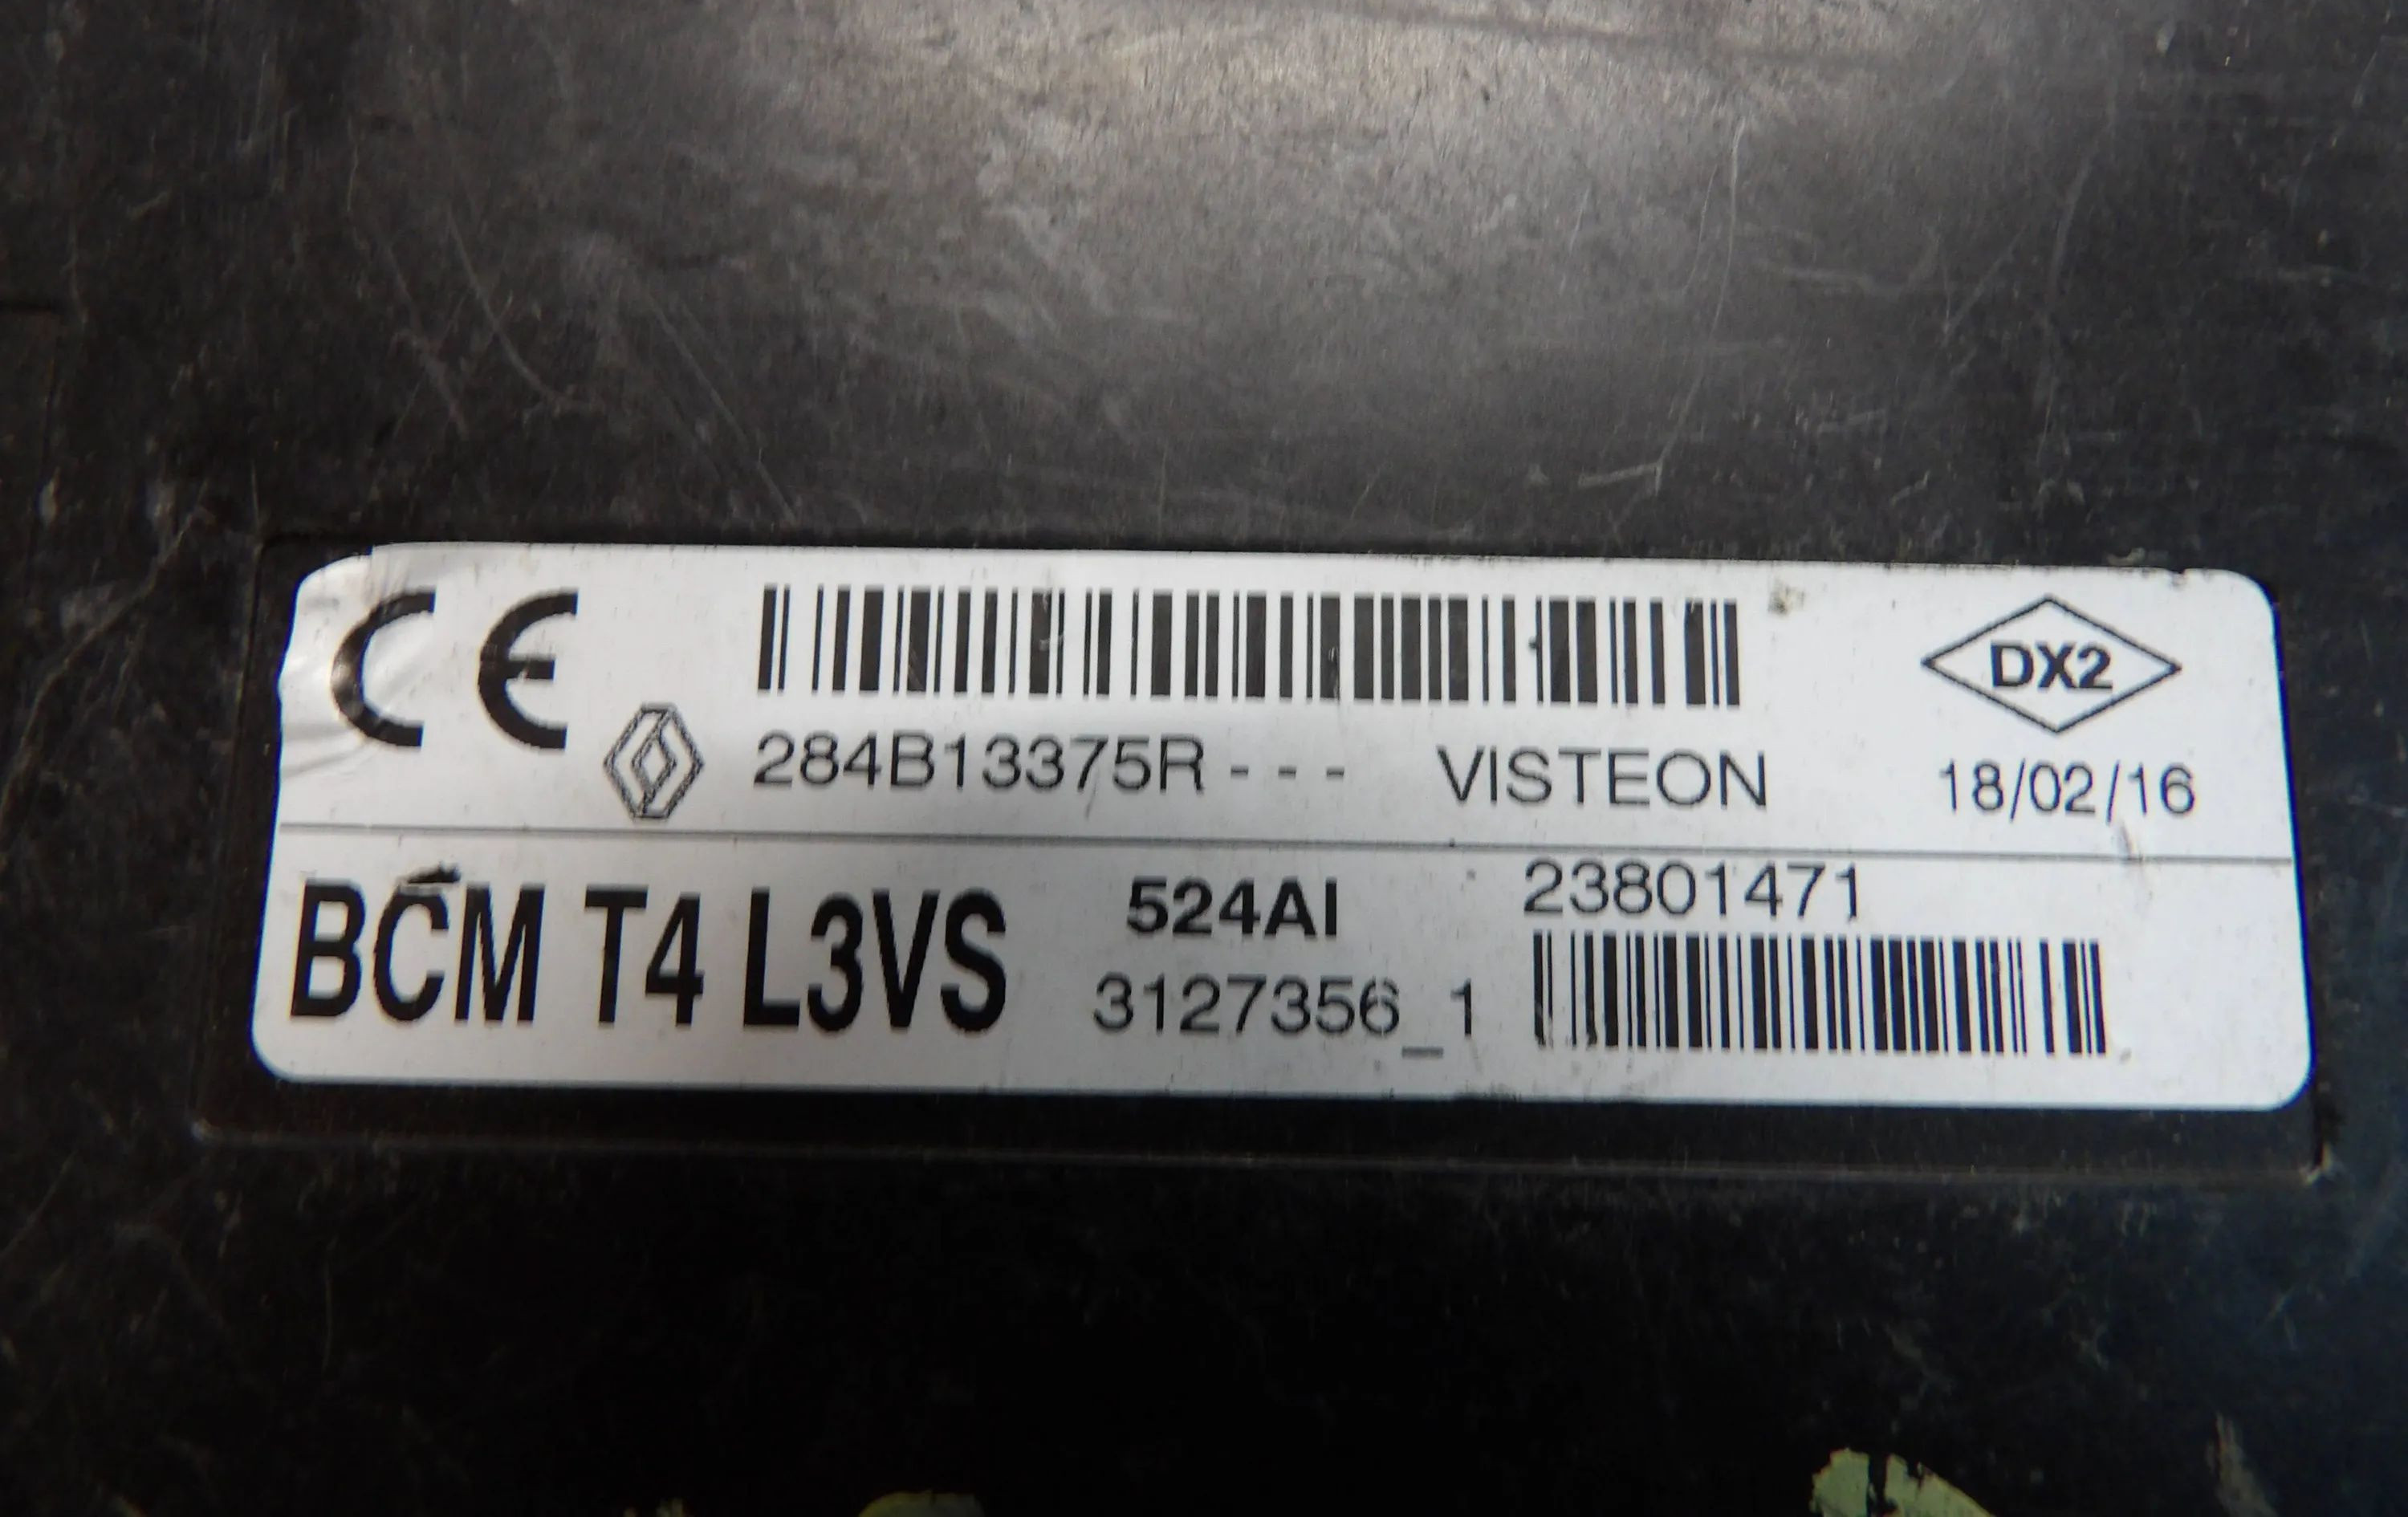 CE 284B13375R - - - VISTEON
DX2
18/02/16
BCM T4 L3VS
524AI
3127356_1
23801471